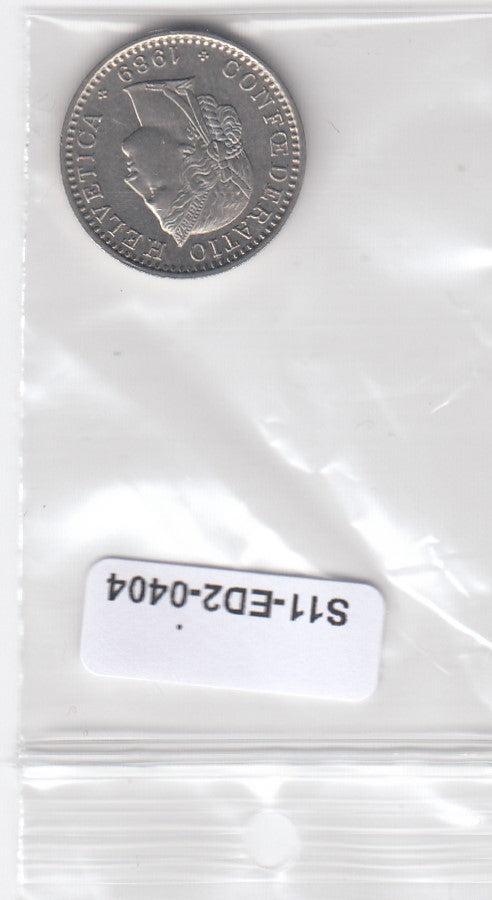 CONFŒDERATIO HELVETICA
1989
S11-ED2-0404